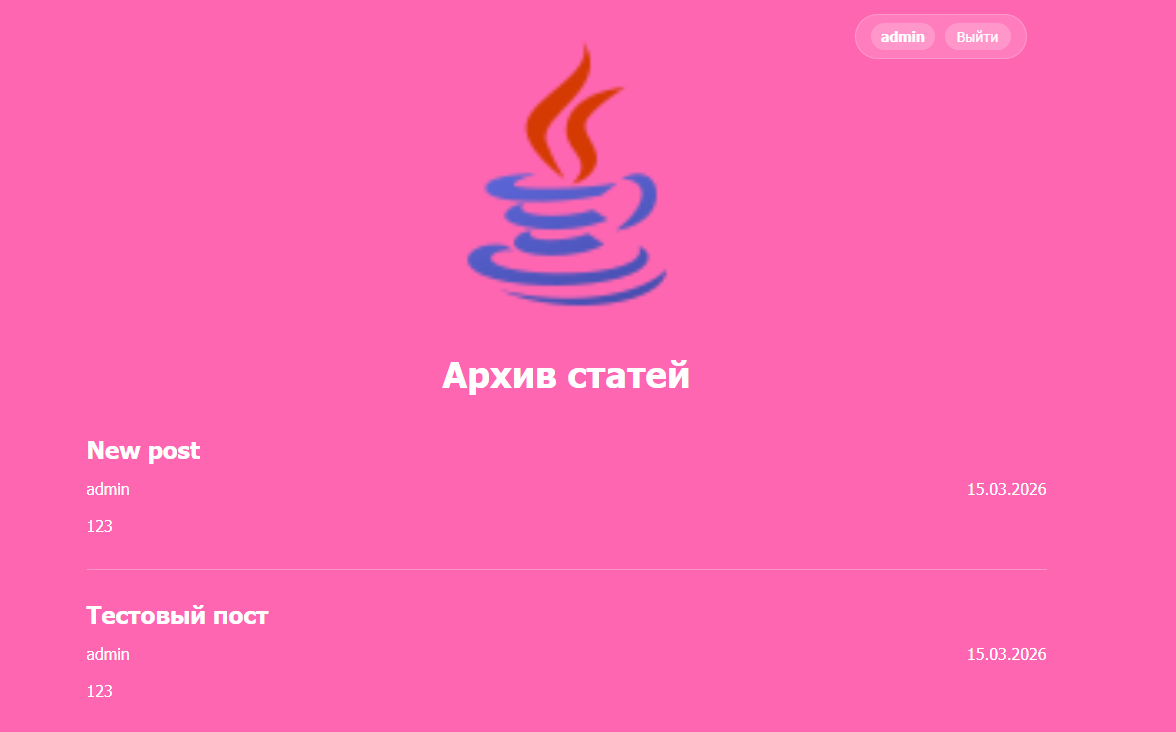 admin Выйти
Архив статей
New post
admin 15.03.2026
123
Тестовый пост
admin 15.03.2026
123